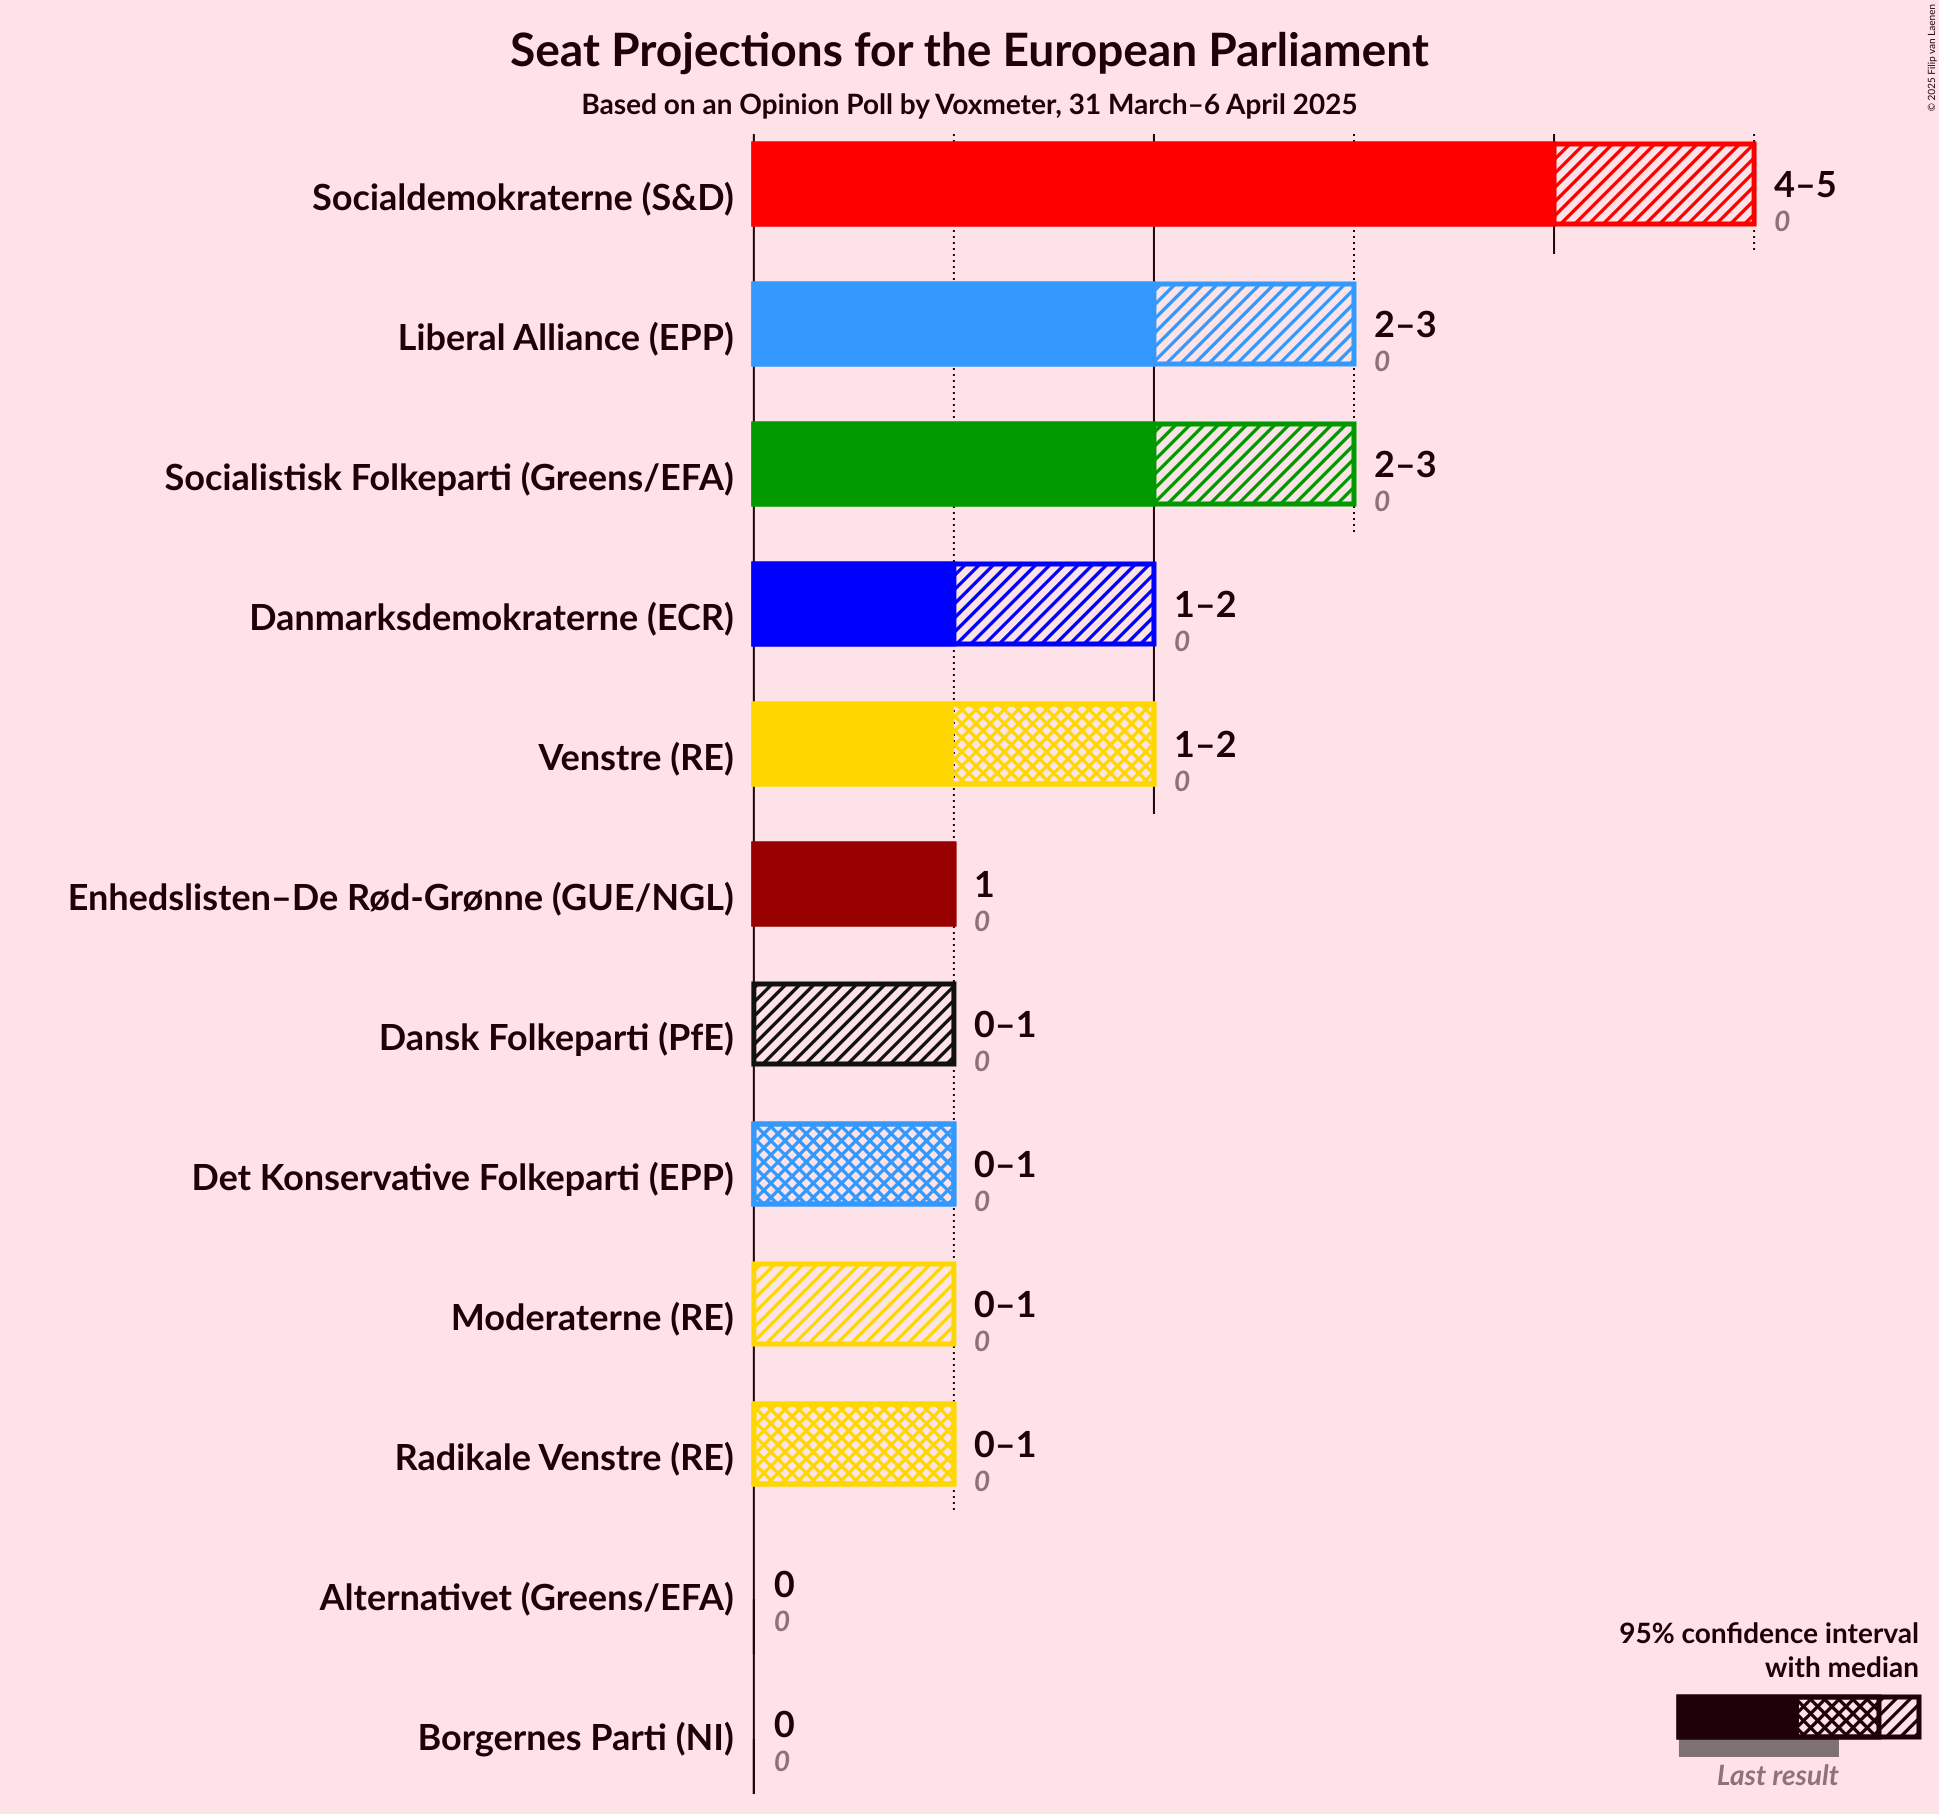 Seat Projections for the European Parliament
Based on an Opinion Poll by Voxmeter, 31 March–6 April 2025
© 2025 Filip van Laenen
Socialdemokraterne (S&D)
4–5
0
Liberal Alliance (EPP)
2–3
0
Socialistisk Folkeparti (Greens/EFA)
2–3
0
Danmarksdemokraterne (ECR)
1–2
0
Venstre (RE)
1–2
0
Enhedslisten–De Rød-Grønne (GUE/NGL)
1
0
Dansk Folkeparti (PfE)
0–1
0
Det Konservative Folkeparti (EPP)
0–1
0
Moderaterne (RE)
0–1
0
Radikale Venstre (RE)
0–1
0
Alternativet (Greens/EFA)
0
0
Borgernes Parti (NI)
0
0
95% confidence interval
with median
Last result